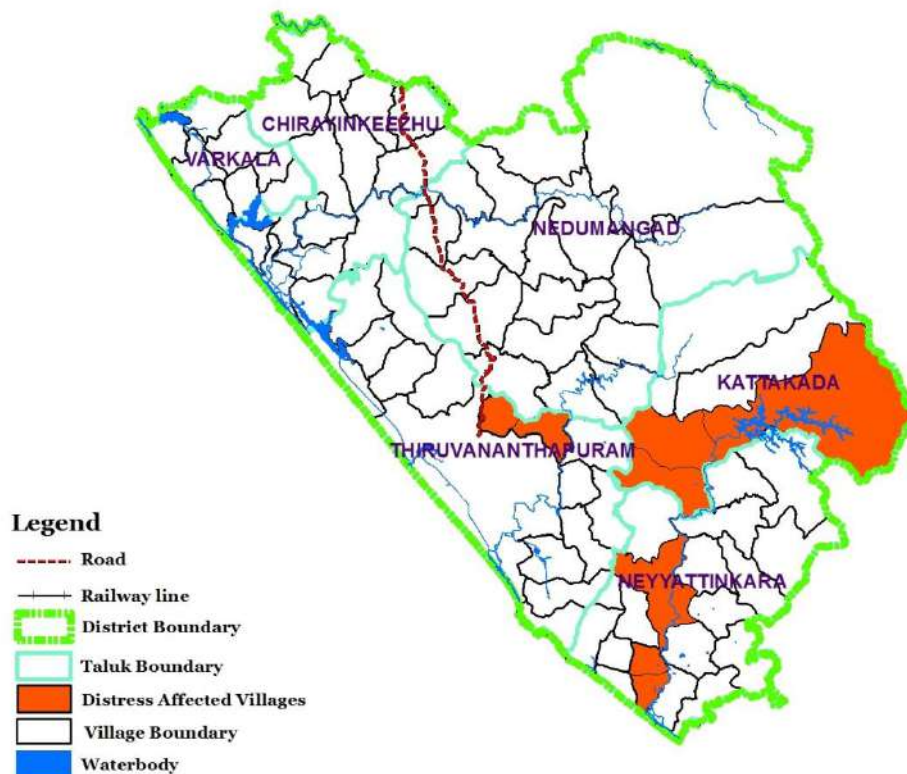 CHIRAYINKEEZHU
VARKALA
NEDUMANGAD
KATTAKADA
THIRUVANANTHAPURAM
NEYYATTINKARA
Legend
Road
Railway line
District Boundary
Taluk Boundary
Distress Affected Villages
Village Boundary
Waterbody